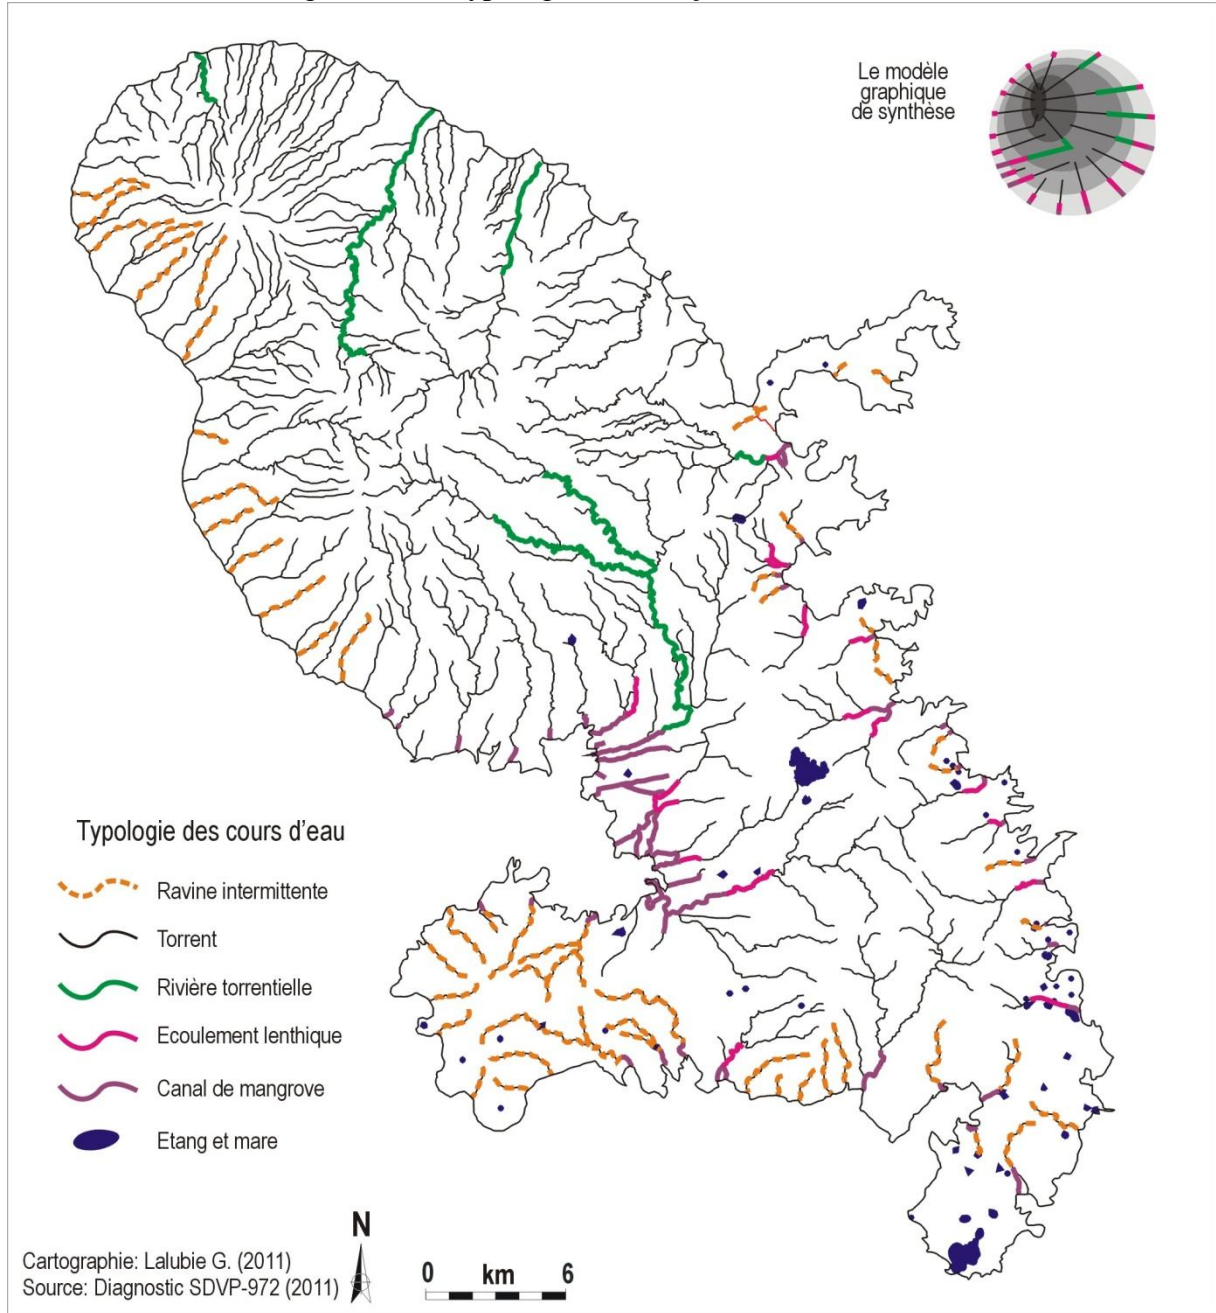 Le modèle
graphique
de synthèse
Typologie des cours d'eau
Ravine intermittente
Torrent
Rivière torrentielle
Ecoulement lenthique
Canal de mangrove
Etang et mare
N
Cartographie: Lalubie G. (2011)
Source: Diagnostic SDVP-972 (2011)
0 km 6